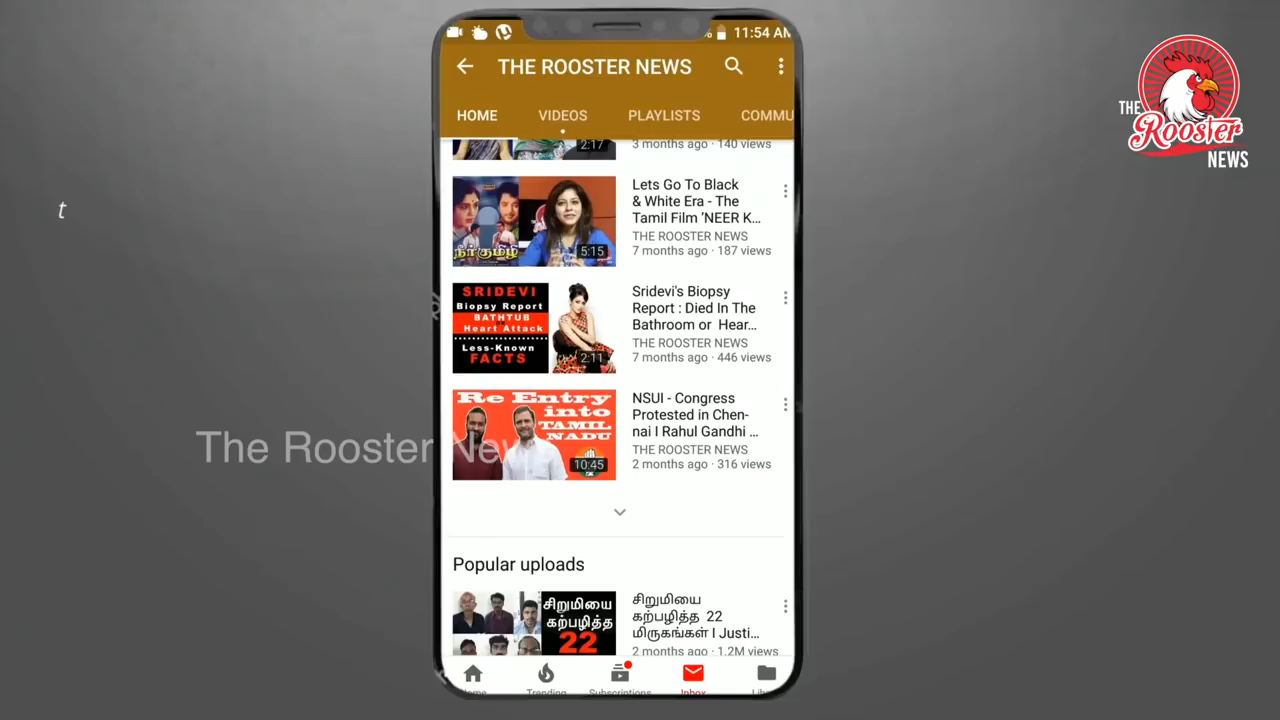 11:54 AM
THE ROOSTER NEWS
HOME VIDEOS PLAYLISTS COMMU
2:17
3 months ago · 140 views
நீர்குமிழி
5:15
Lets Go To Black
& White Era - The
Tamil Film 'NEER K...
THE ROOSTER NEWS
7 months ago · 187 views
SRIDEVI
Biopsy Report
BATHTUB
Heart Attack
Less-Known
FACTS
2:11
Sridevi's Biopsy
Report : Died In The
Bathroom or Hear...
THE ROOSTER NEWS
7 months ago · 446 views
Re Entry
into
TAMIL
NADU
10:45
NSUI - Congress
Protested in Chen-
nai I Rahul Gandhi ...
THE ROOSTER NEWS
2 months ago · 316 views
Popular uploads
சிறுமியை
கற்பழித்த
22
சிறுமியை
கற்பழித்த 22
மிருகங்கள் I Justi...
2 months ago · 1.2M views
Home Trending Subscriptions Inbox
THE
Rooster
NEWS
t
The Rooster New